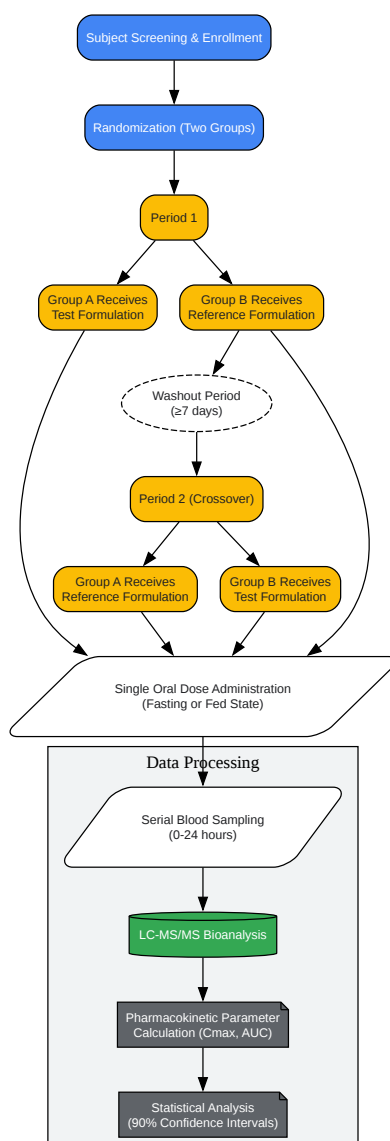 Subject Screening & Enrollment
Randomization (Two Groups)
Period 1
Group A Receives
Test Formulation
Group B Receives
Reference Formulation
Washout Period
(≥7 days)
Period 2 (Crossover)
Group A Receives
Reference Formulation
Group B Receives
Test Formulation
Single Oral Dose Administration
(Fasting or Fed State)
Data Processing
Serial Blood Sampling
(0-24 hours)
LC-MS/MS Bioanalysis
Pharmacokinetic Parameter
Calculation (Cmax, AUC)
Statistical Analysis
(90% Confidence Intervals)